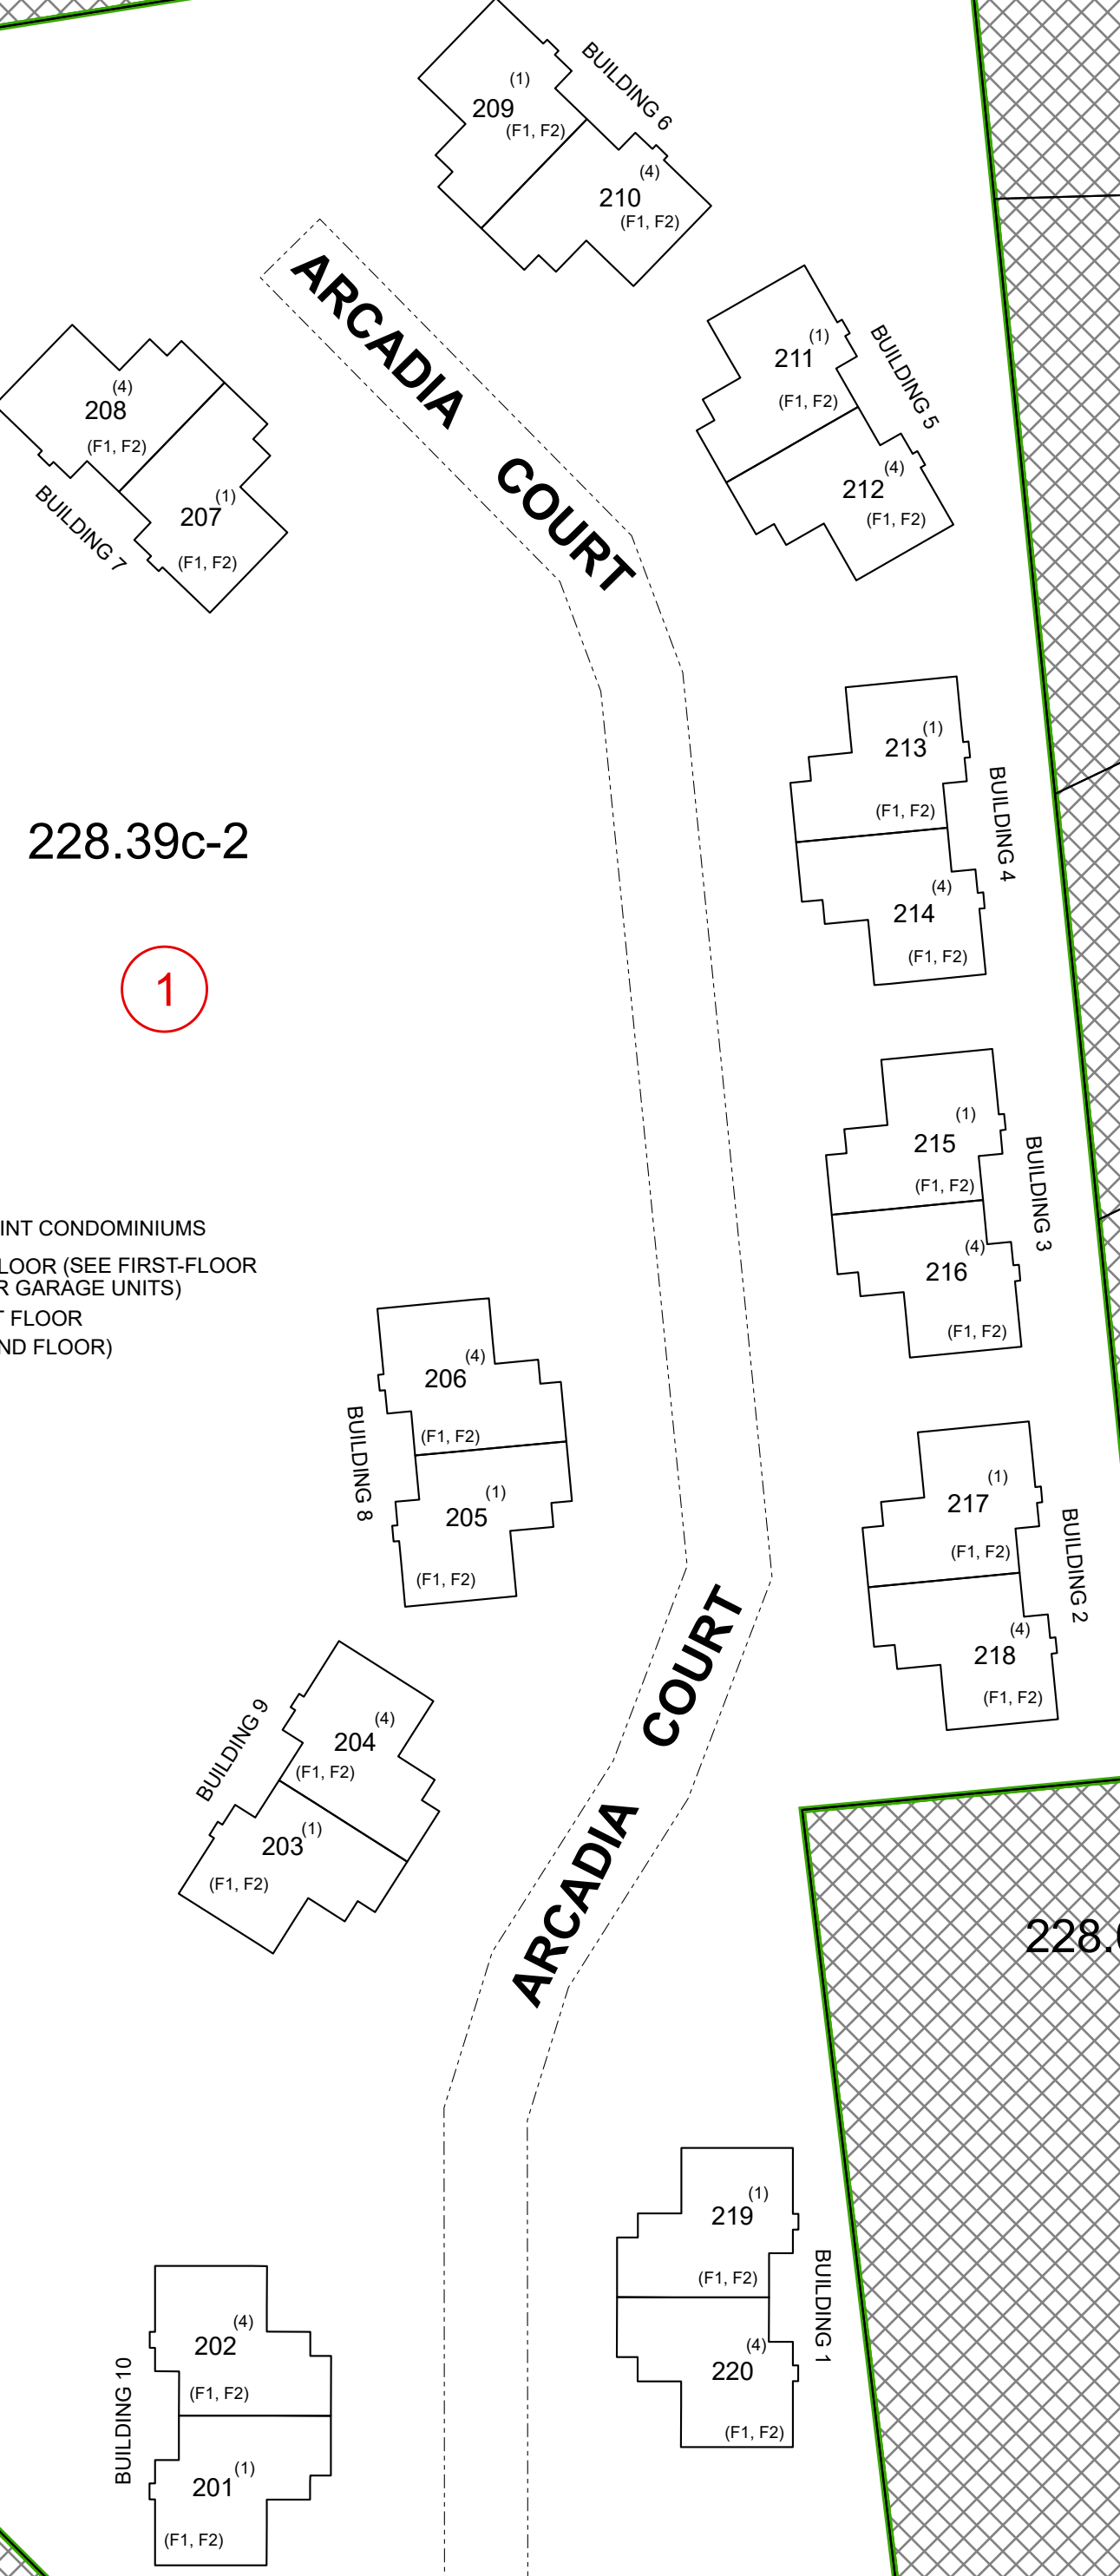 BUILDING 6
(1)
209
(F1, F2)
(4)
210
(F1, F2)
ARCADIA COURT
(1)
211
(F1, F2)
BUILDING 5
(4)
212
(F1, F2)
(4)
208
(F1, F2)
(1)
207
(F1, F2)
BUILDING 7
(1)
213
(F1, F2)
BUILDING 4
(4)
214
(F1, F2)
228.39c-2
1
(1)
215
(F1, F2)
BUILDING 3
(4)
216
(F1, F2)
INT CONDOMINIUMS
LOOR (SEE FIRST-FLOOR
R GARAGE UNITS)
T FLOOR
ND FLOOR)
(4)
206
(F1, F2)
BUILDING 8
(1)
205
(F1, F2)
(1)
217
(F1, F2)
BUILDING 2
(4)
218
(F1, F2)
ARCADIA COURT
BUILDING 9
(4)
204
(F1, F2)
(1)
203
(F1, F2)
228.
(1)
219
(F1, F2)
BUILDING 1
(4)
220
(F1, F2)
(4)
202
(F1, F2)
BUILDING 10
(1)
201
(F1, F2)